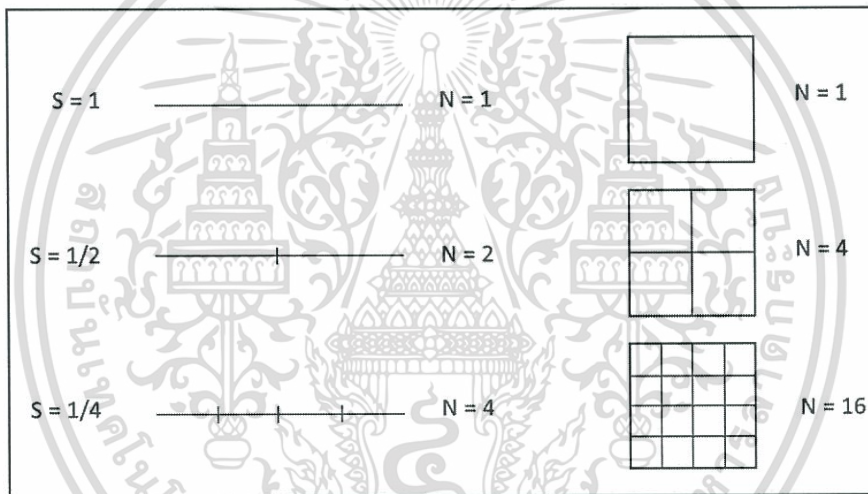 S = 1 N = 1 N = 1
S = 1/2 N = 2 N = 4
S = 1/4 N = 4 N = 16